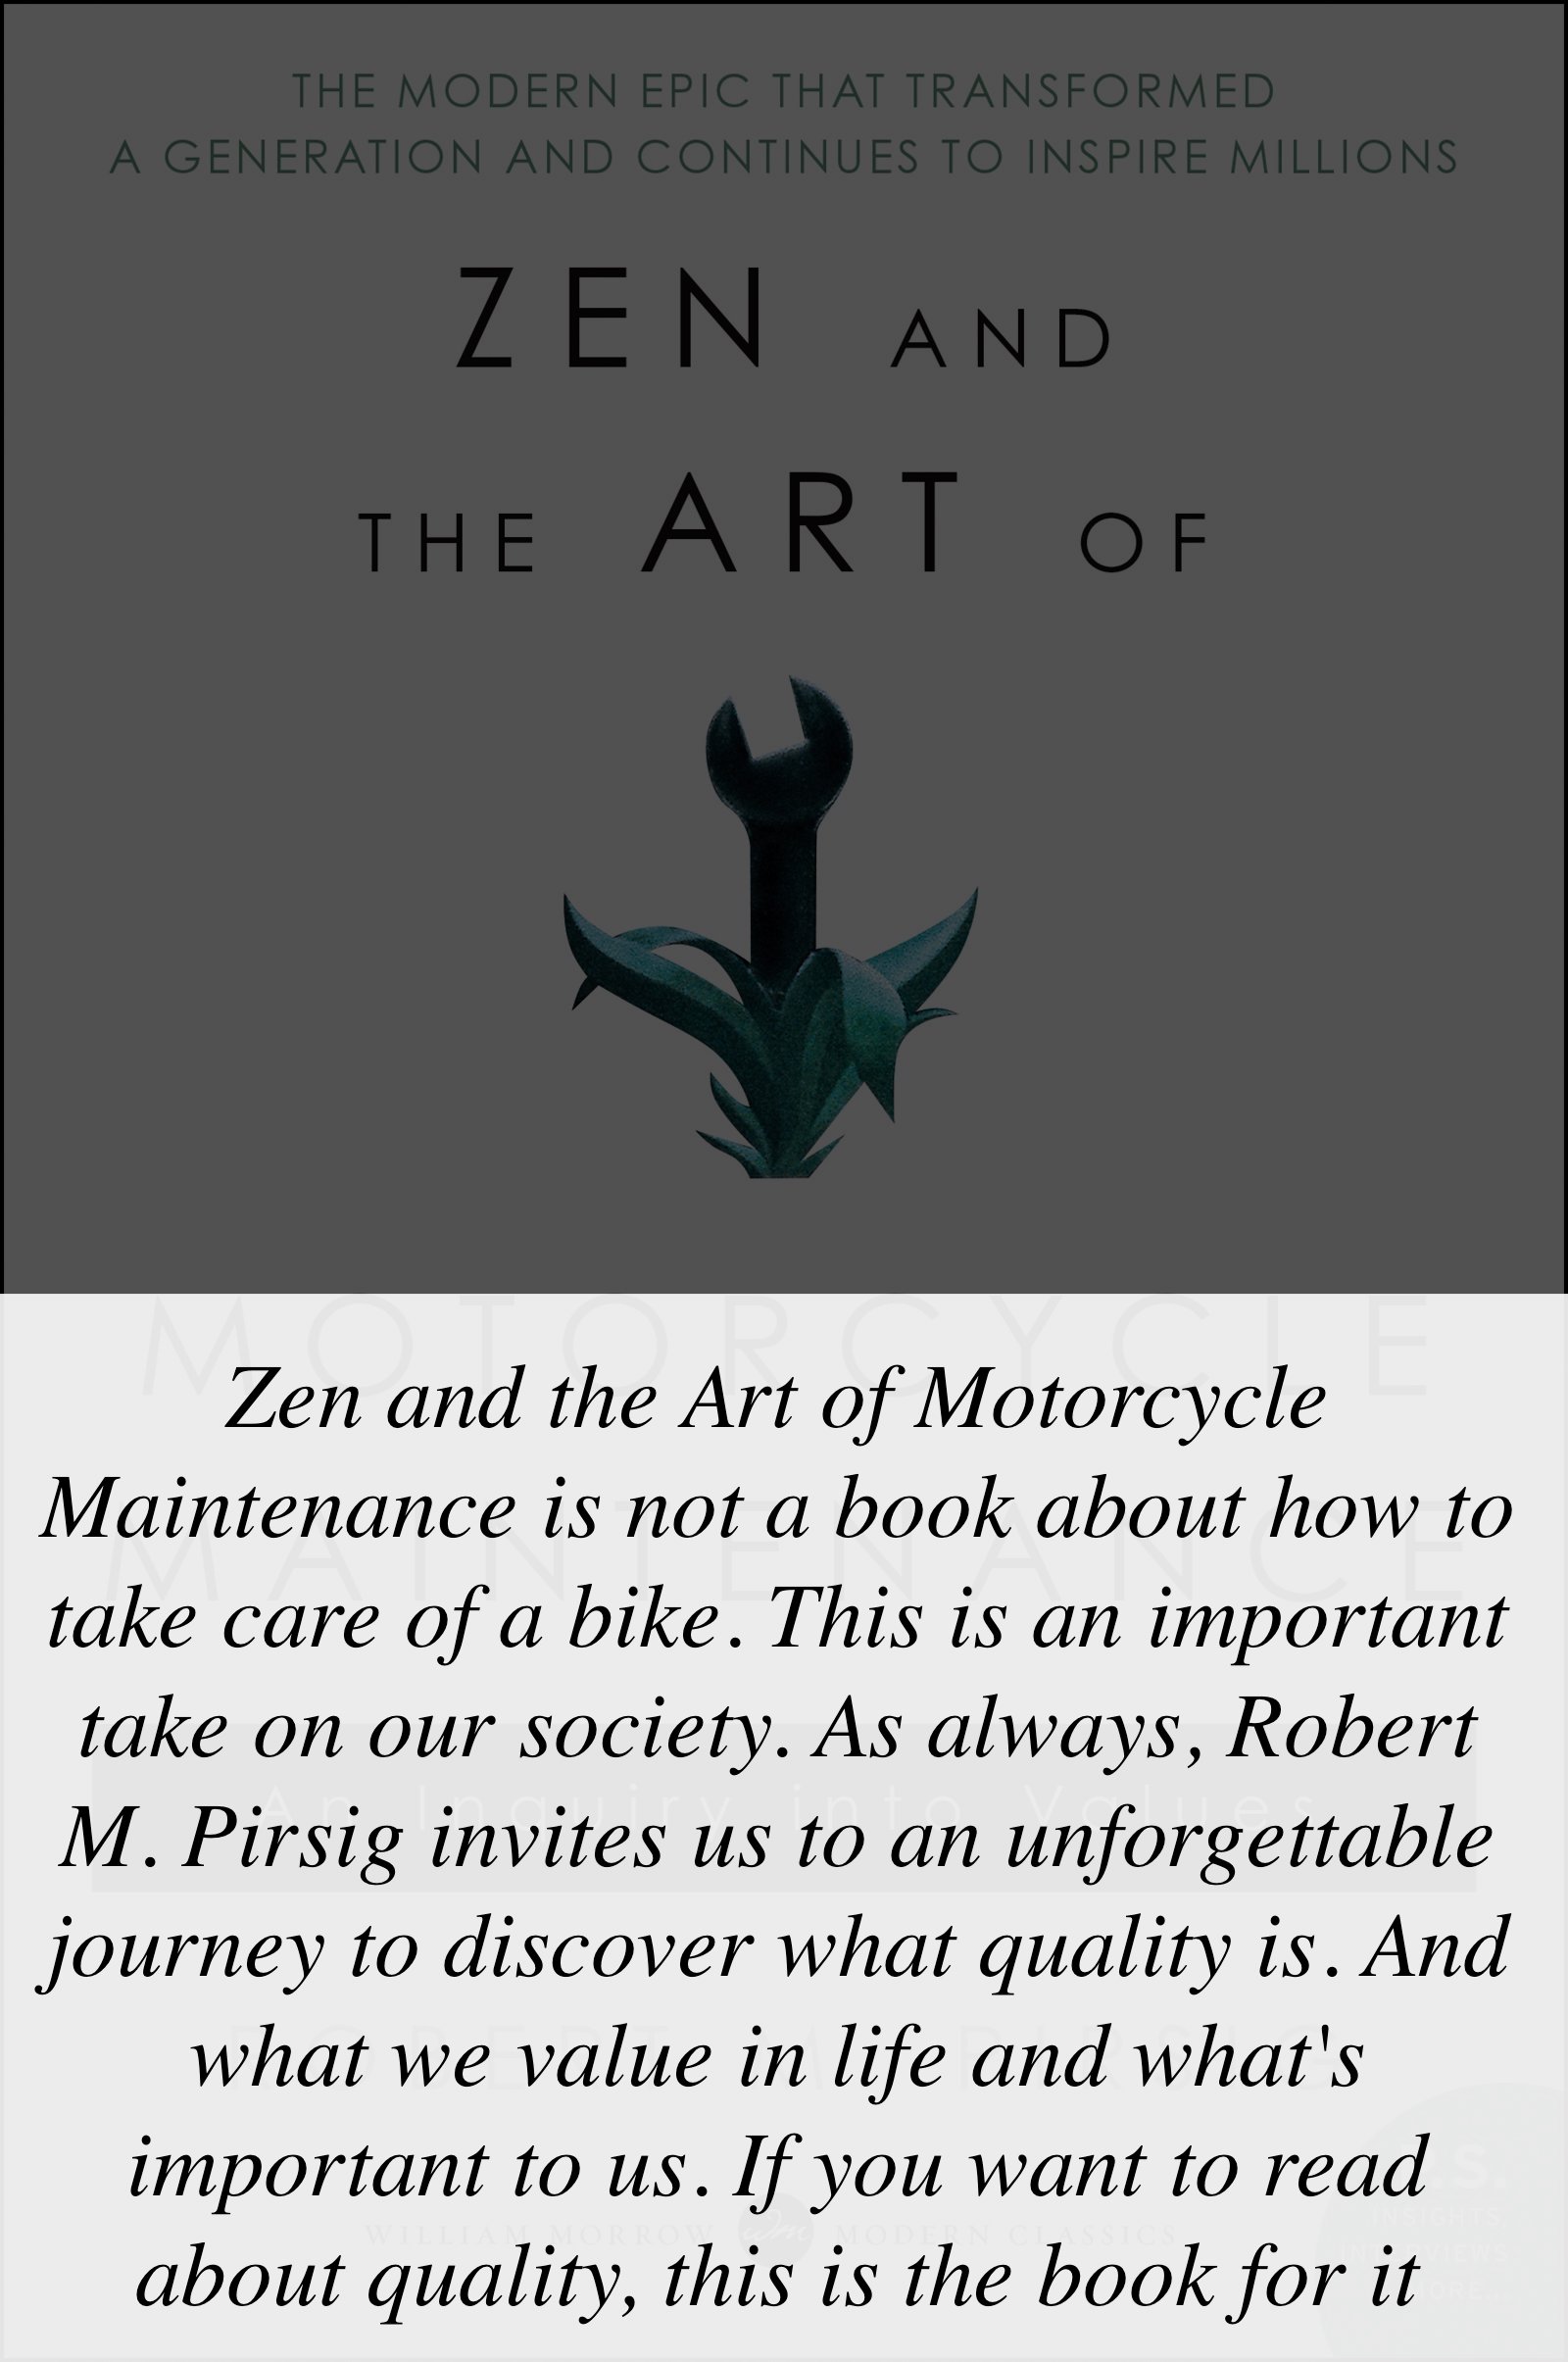 THE MODERN EPIC THAT TRANSFORMED
A GENERATION AND CONTINUES TO INSPIRE MILLIONS
ZEN AND
THE ART OF
MOTORCYCLE
Zen and the Art of Motorcycle
Maintenance is not a book about how to
MAINTENANCE
take care of a bike. This is an important
take on our society. As always, Robert
An Inquiry into Values
M. Pirsig invites us to an unforgettable
journey to discover what quality is. And
what we value in life and what's
important to us. If you want to read
WILLIAM MORROW MODERN CLASSICS
about quality, this is the book for it